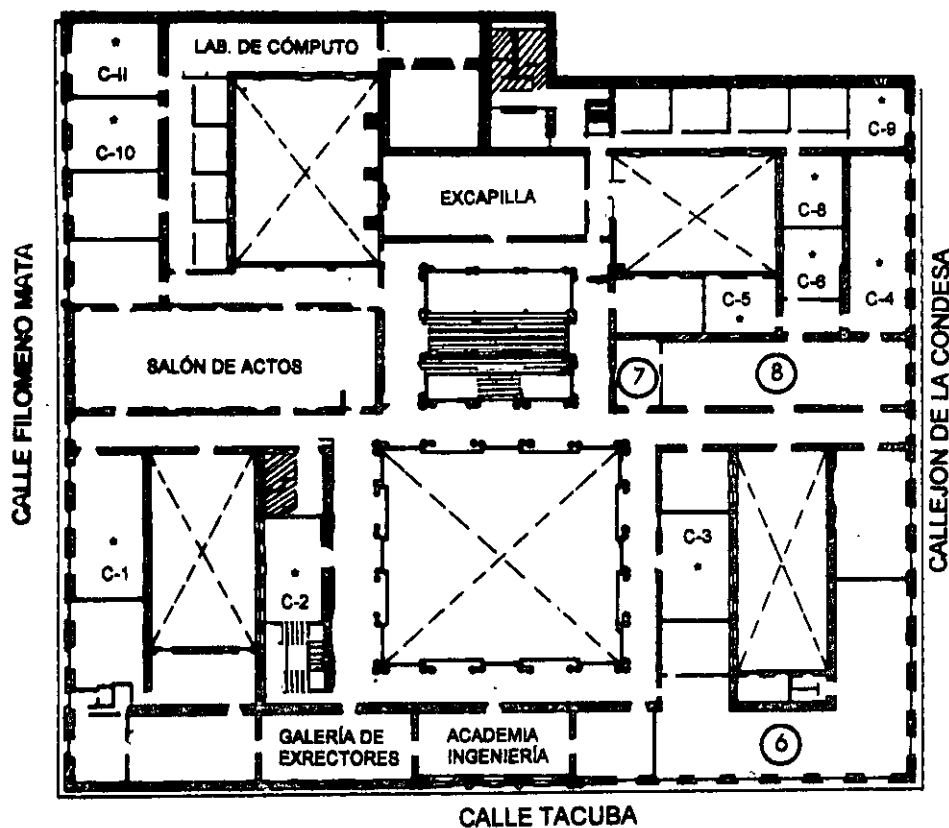 LAB. DE CÓMPUTO
C-11
C-10
C-9
EXCAPILLA
C-8
C-6
C-5
C-4
CALLE FILOMENO MATA
SALÓN DE ACTOS
7
8
CALLEJON DE LA CONDESA
C-1
C-2
C-3
GALERÍA DE
EXRECTORES
ACADEMIA
INGENIERÍA
6
CALLE TACUBA